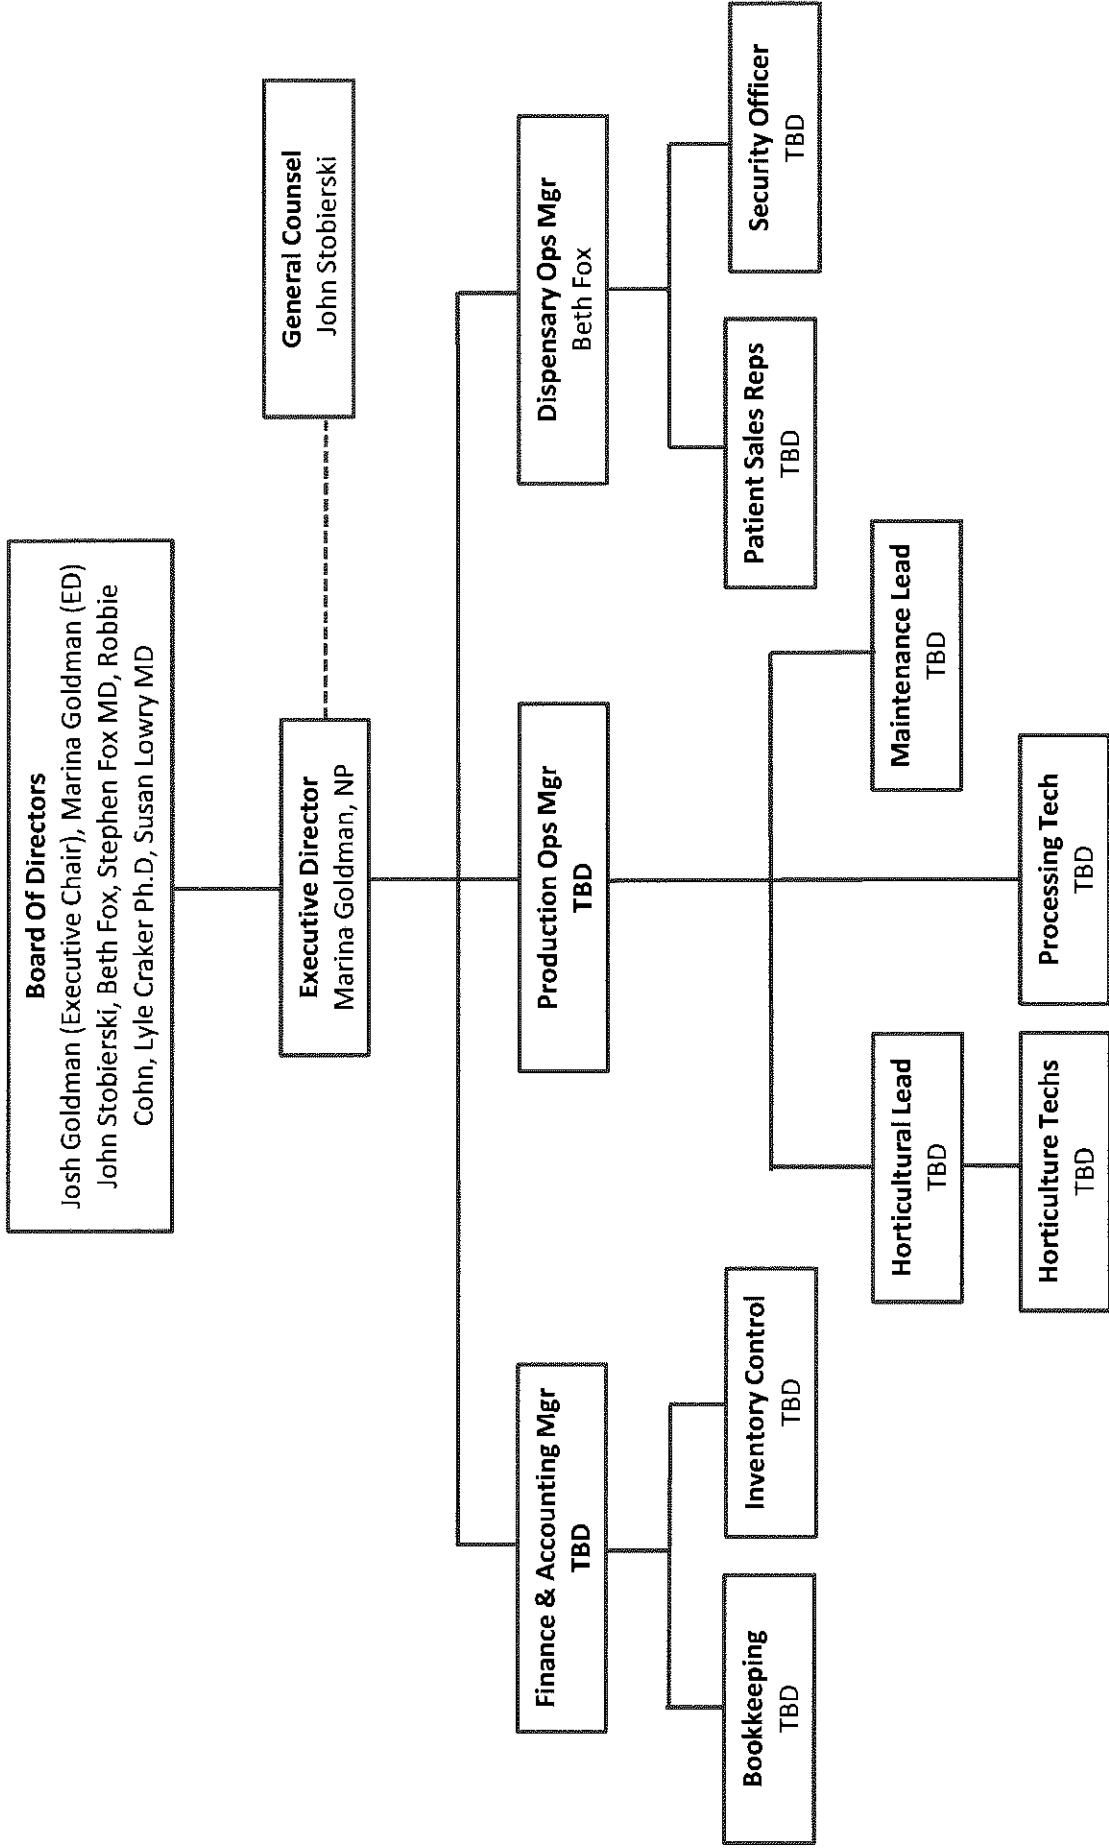 Board Of Directors
Josh Goldman (Executive Chair), Marina Goldman (ED)
John Stobierski, Beth Fox, Stephen Fox MD, Robbie
Cohn, Lyle Craker Ph.D, Susan Lowry MD
General Counsel
John Stobierski
Executive Director
Marina Goldman, NP
Finance & Accounting Mgr
TBD
Production Ops Mgr
TBD
Dispensary Ops Mgr
Beth Fox
Bookkeeping
TBD
Inventory Control
TBD
Patient Sales Reps
TBD
Security Officer
TBD
Horticultural Lead
TBD
Maintenance Lead
TBD
Horticulture Techs
TBD
Processing Tech
TBD